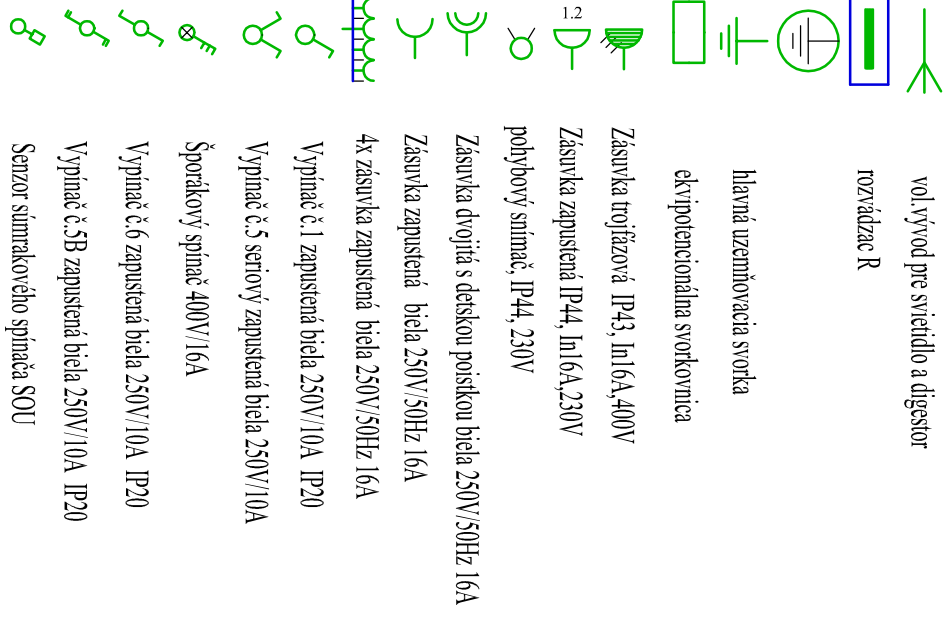 vol.vývod pre svietidlo a digestor
rozvádzac R
hlavná uzemňovacia svorka
ekvipotencionálna svorkovnica
Zásuvka trojfázová IP43, In16A,400V
1.2
Zásuvka zapustená IP44, In16A,230V
pohybový snímač, IP44, 230V
Zásuvka dvojitá s detskou poistkou biela 250V/50Hz 16A
Zásuvka zapustená biela 250V/50Hz 16A
4x zásuvka zapustená biela 250V/50Hz 16A
Vypínač č.1 zapustená biela 250V/10A IP20
Vypínač č.5 seriový zapustená biela 250V/10A
Šporákový spínač 400V/16A
Vypínač č.6 zapustená biela 250V/10A IP20
Vypínač č.5B zapustená biela 250V/10A IP20
Senzor súmrakového spínača SOU